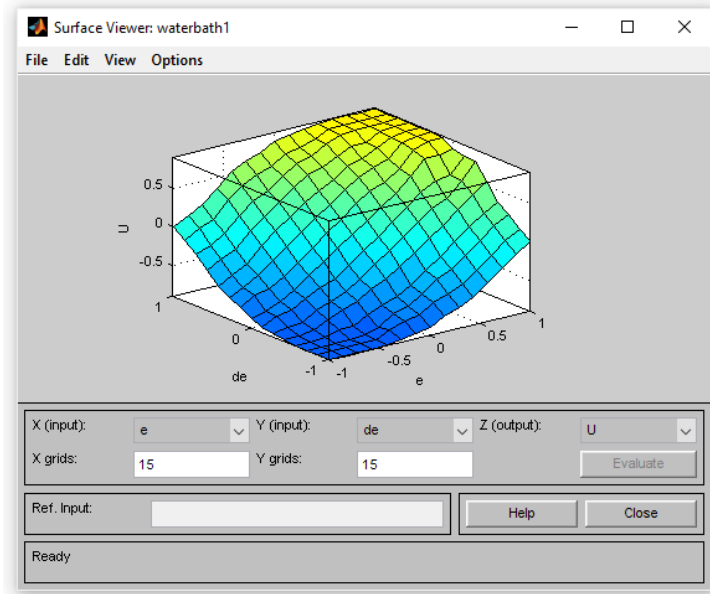 Surface Viewer: waterbath1
File Edit View Options
0.5
0
-0.5
U
1
0
-1
de
-1
-0.5
0
0.5
1
e
X (input): e Y (input): de Z (output): U
X grids: 15 Y grids: 15 Evaluate
Ref. Input: Help Close
Ready